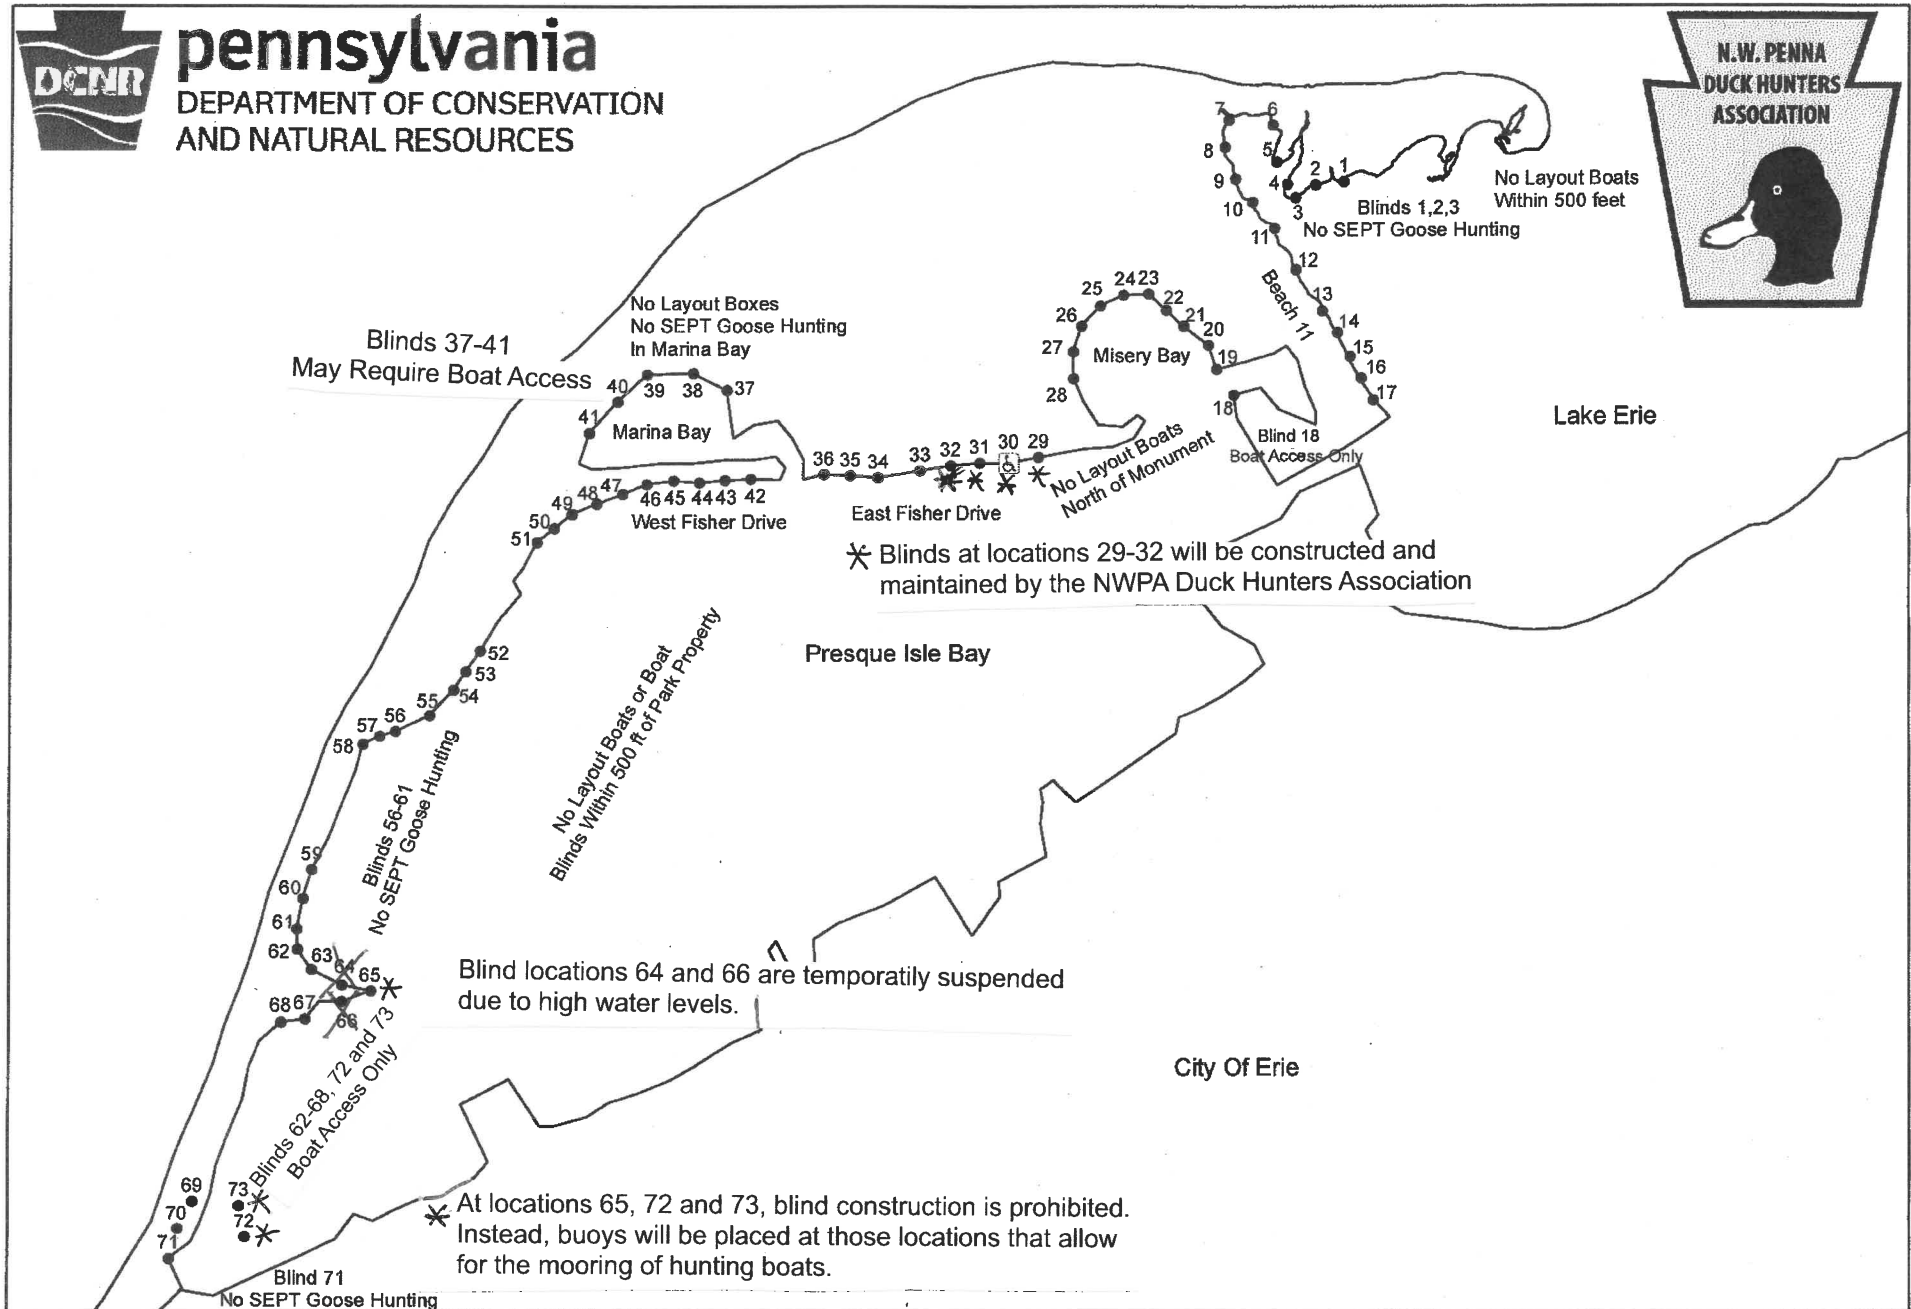 DCNR
pennsylvania
DEPARTMENT OF CONSERVATION
AND NATURAL RESOURCES
N.W. PENNA
DUCK HUNTERS
ASSOCIATION
7
6
8
5
9
4
2
1
10
3
11
No Layout Boats
Within 500 feet
Blinds 1,2,3
No SEPT Goose Hunting
12
13
14
15
16
17
Beach 11
Lake Erie
25
24
23
22
26
21
20
27
19
28
Misery Bay
18
Blind 18
Boat Access Only
No Layout Boxes
No SEPT Goose Hunting
In Marina Bay
Blinds 37-41
May Require Boat Access
40
39
38
37
41
Marina Bay
36
35
34
33
32
31
30
29
No Layout Boats
North of Monument
51
50
49
48
47
46
45
44
43
42
West Fisher Drive
East Fisher Drive
Blinds at locations 29-32 will be constructed and
maintained by the NWPA Duck Hunters Association
52
53
54
55
56
57
58
Presque Isle Bay
No Layout Boats or Boat
Blinds Within 500 ft of Park Property
Blinds 56-61
No SEPT Goose Hunting
59
60
61
62
63
64
65
68
67
66
Blind locations 64 and 66 are temporatily suspended
due to high water levels.
City Of Erie
Blinds 62-68, 72 and 73
Boat Access Only
69
73
70
72
71
At locations 65, 72 and 73, blind construction is prohibited.
Instead, buoys will be placed at those locations that allow
for the mooring of hunting boats.
Blind 71
No SEPT Goose Hunting